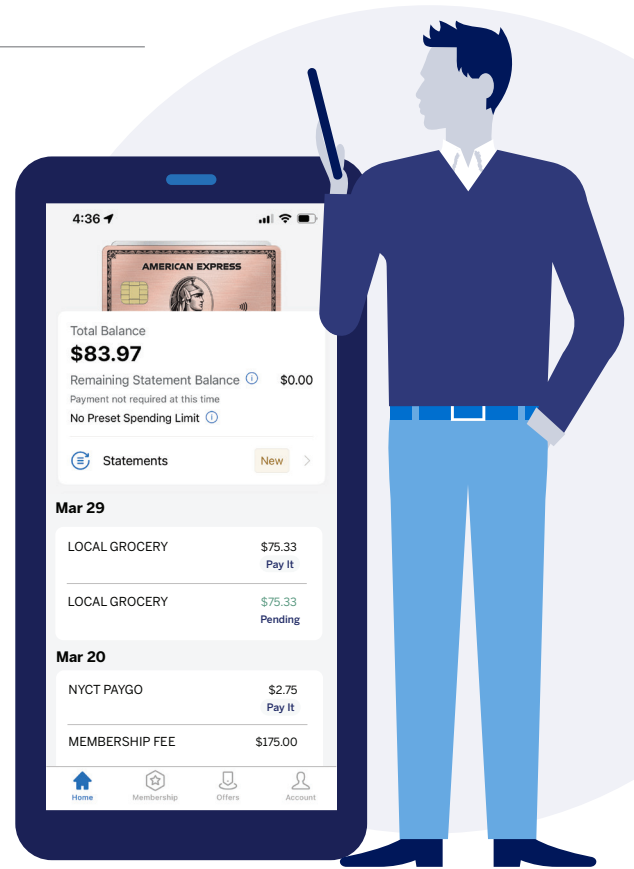 4:36
AMERICAN EXPRESS
Total Balance
$83.97
Remaining Statement Balance $0.00
Payment not required at this time
No Preset Spending Limit
Statements New
Mar 29
LOCAL GROCERY $75.33
Pay It
LOCAL GROCERY $75.33
Pending
Mar 20
NYCT PAYGO $2.75
Pay It
MEMBERSHIP FEE $175.00
Home Membership Offers Account